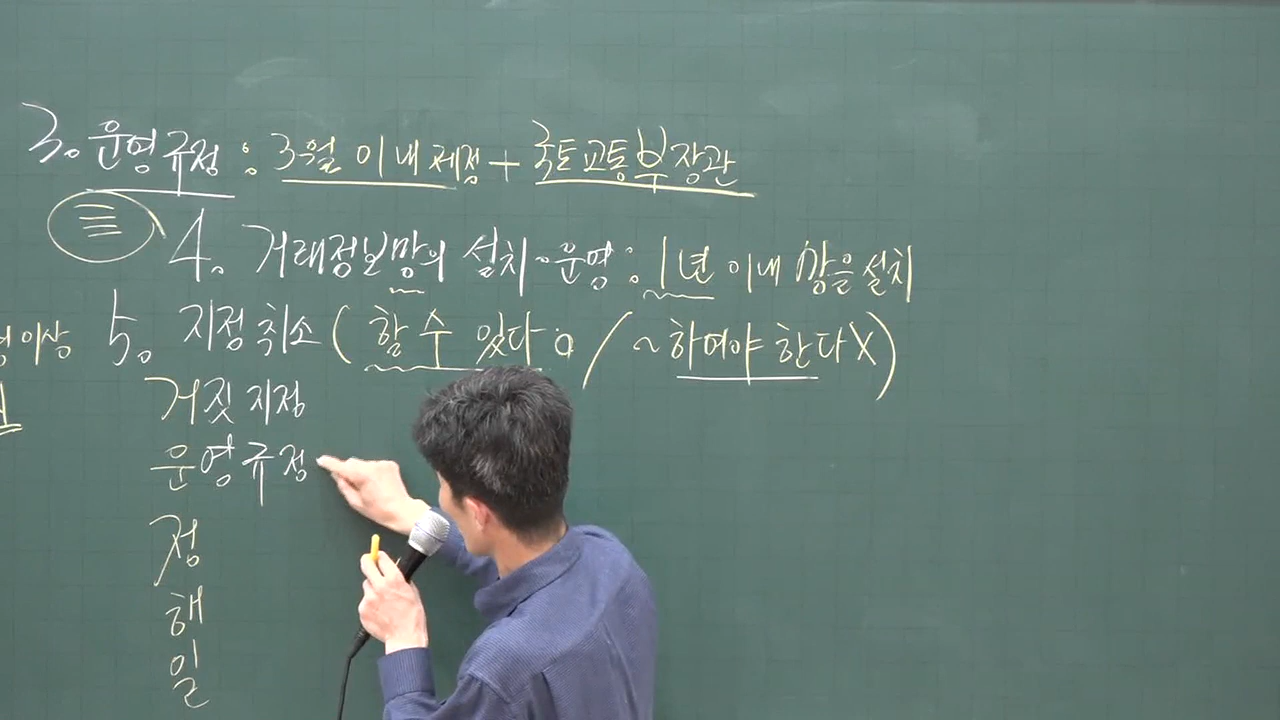 3. 운영규정 : 3월 이내 제정 + 국토교통부장관
4. 거래정보망의 설치·운영 : 1년 이내 망을 설치
이상
5. 지정취소 ( 할 수 있다 o / ~하여야 한다X )
거짓지정
운영규정
정
해
일